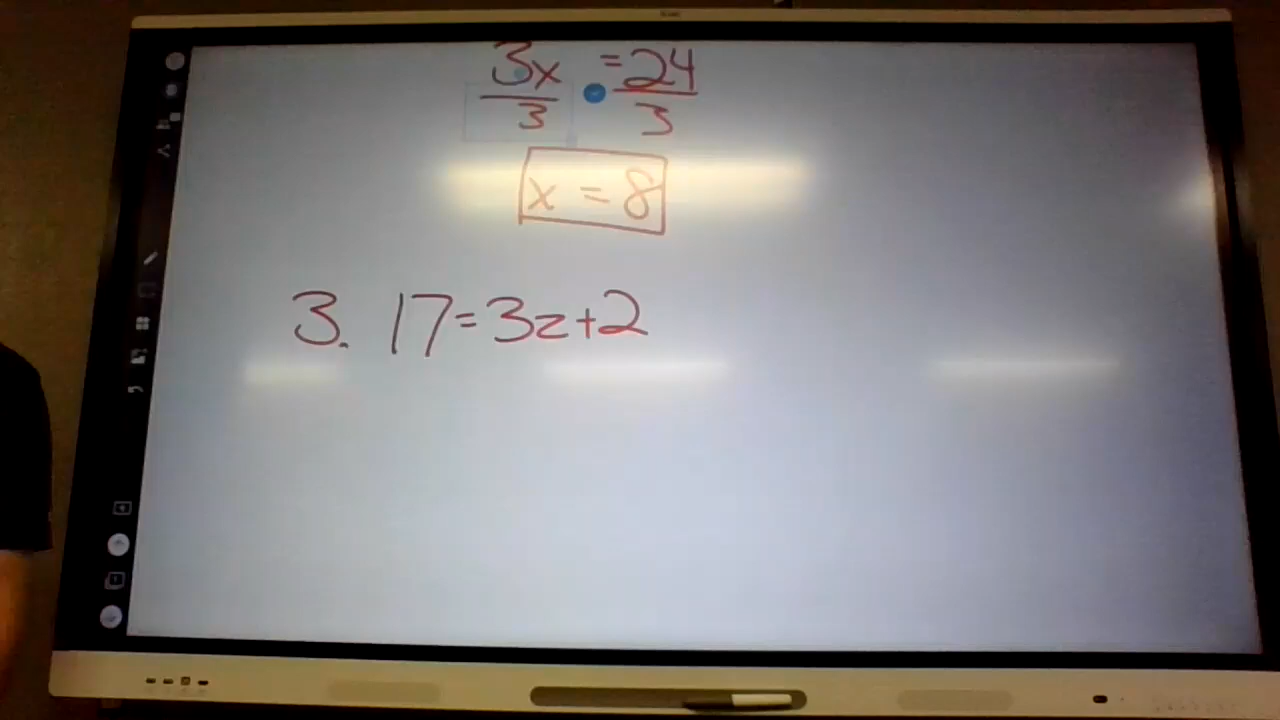 3x = 24
3 3
x = 8
3. 17=3z+2